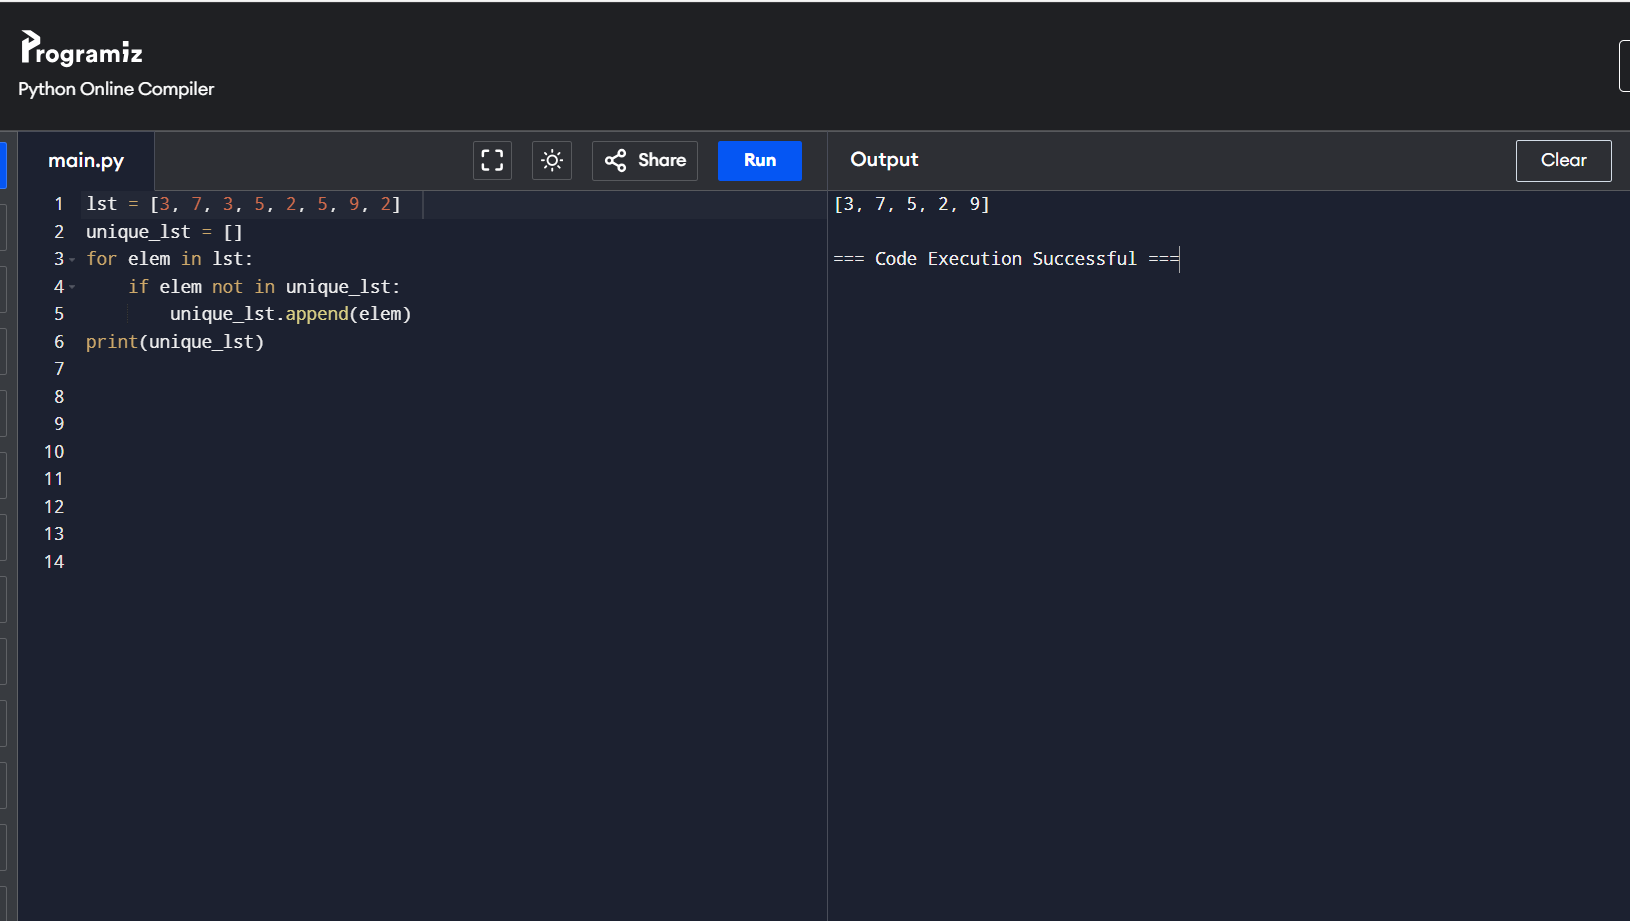 Programiz
Python Online Compiler
main.py
Share
Run
Output
Clear
1 lst = [3, 7, 3, 5, 2, 5, 9, 2]
2 unique_lst = []
3 for elem in lst:
4     if elem not in unique_lst:
5         unique_lst.append(elem)
6 print(unique_lst)
7
8
9
10
11
12
13
14
[3, 7, 5, 2, 9]
=== Code Execution Successful ===